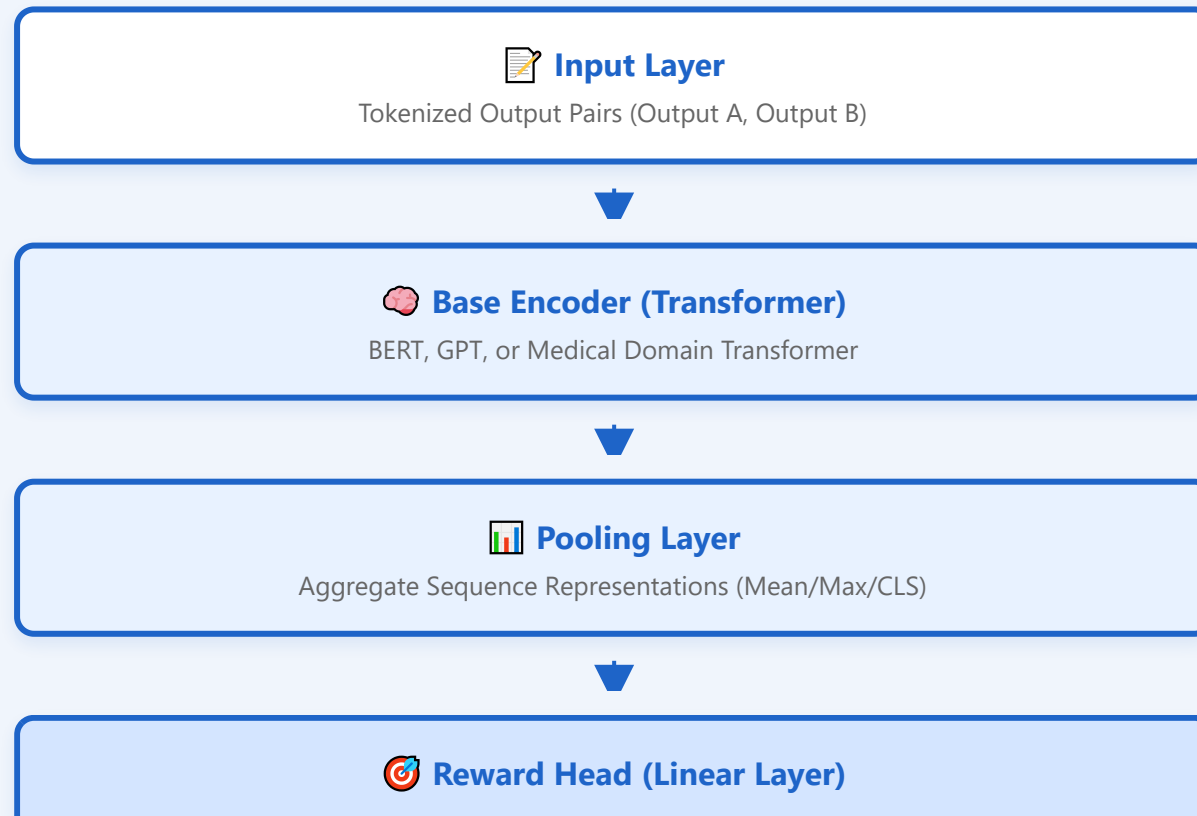 Input Layer
Tokenized Output Pairs (Output A, Output B)
Base Encoder (Transformer)
BERT, GPT, or Medical Domain Transformer
Pooling Layer
Aggregate Sequence Representations (Mean/Max/CLS)
Reward Head (Linear Layer)